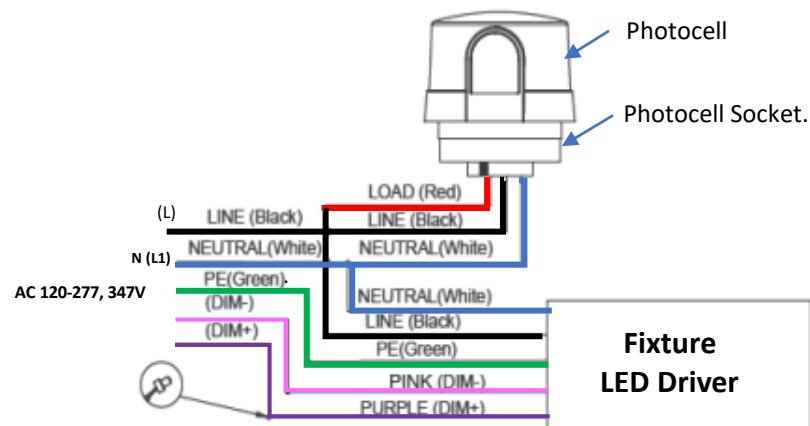 Photocell
Photocell Socket.
LOAD (Red)
(L) LINE (Black) LINE (Black)
N (L1) NEUTRAL(White) NEUTRAL(White)
PE(Green)
AC 120-277, 347V
(DIM-) NEUTRAL(White)
(DIM+) LINE (Black)
PE(Green)
Fixture
LED Driver
PINK (DIM-)
PURPLE (DIM+)